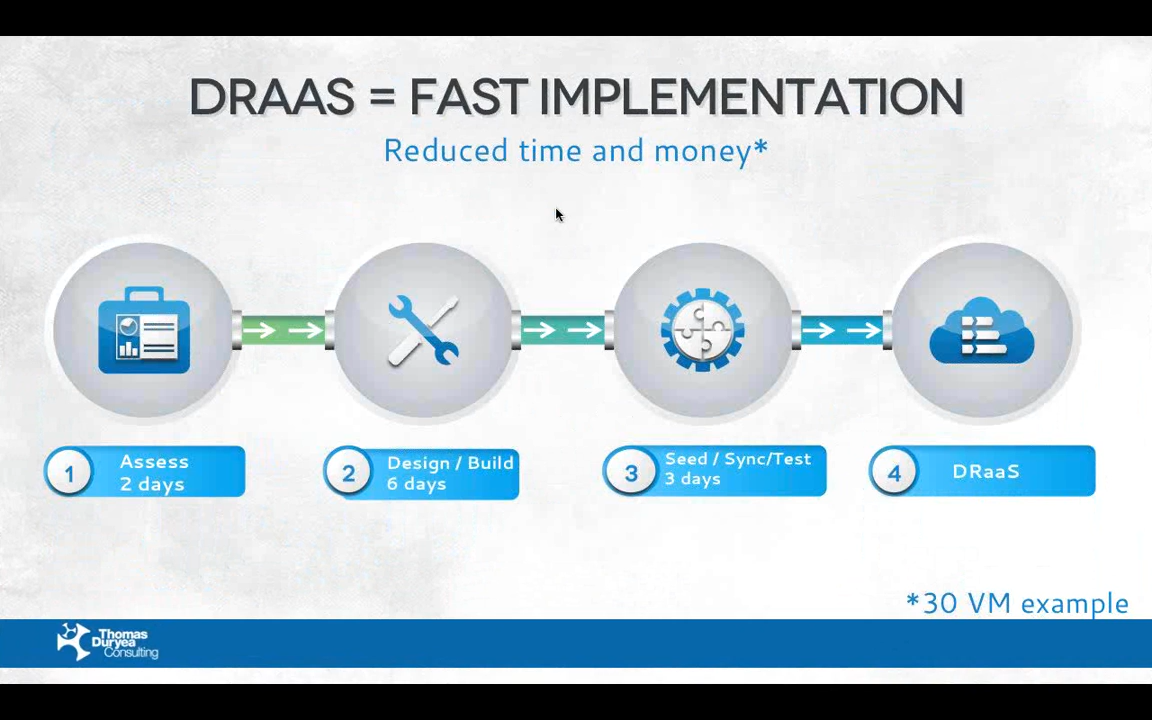 DRAAS = FAST IMPLEMENTATION
Reduced time and money*
1
Assess
2 days
2
Design / Build
6 days
3
Seed / Sync/Test
3 days
4
DRaaS
*30 VM example
Thomas
Duryea
Consulting